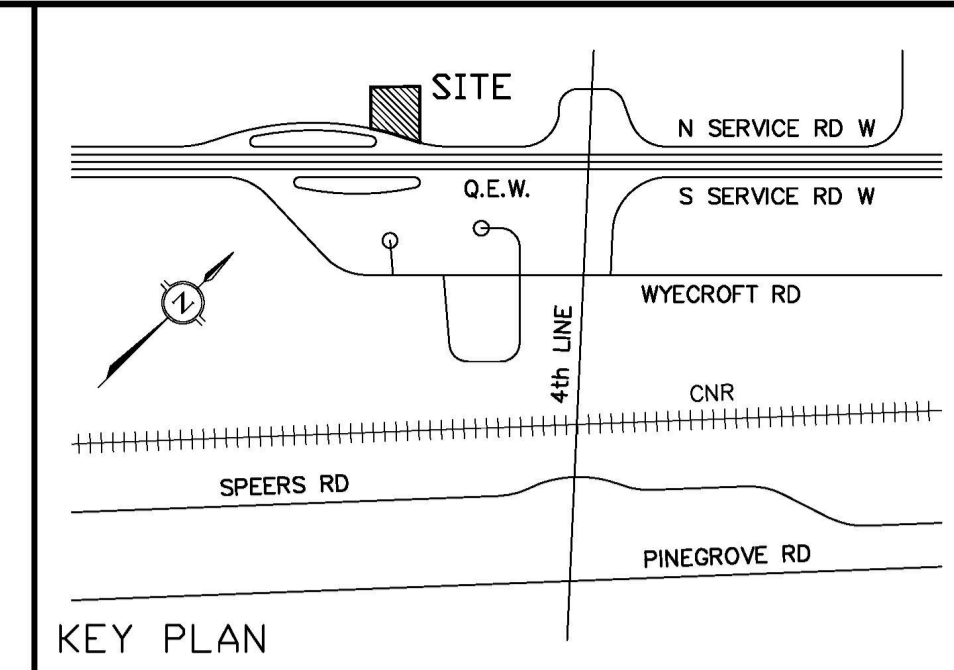 SITE
N SERVICE RD W
Q.E.W.
S SERVICE RD W
WYECROFT RD
4th LINE
N
CNR
SPEERS RD
PINEGROVE RD
KEY PLAN